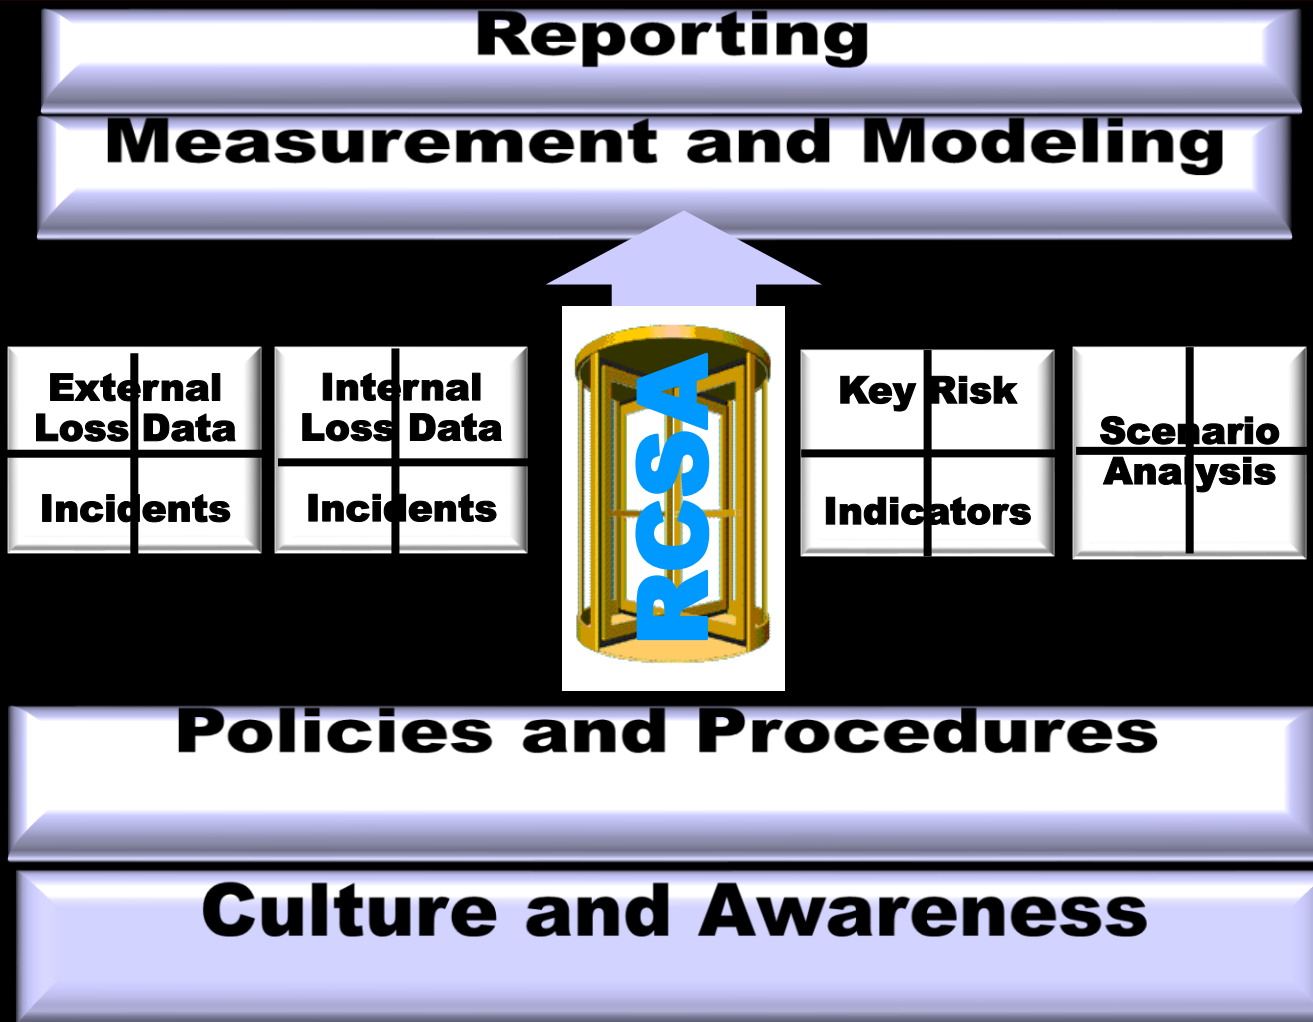 Reporting
Measurement and Modeling
External
Loss Data
Incidents
Internal
Loss Data
Incidents
RCSA
Key Risk
Indicators
Scenario
Analysis
Policies and Procedures
Culture and Awareness